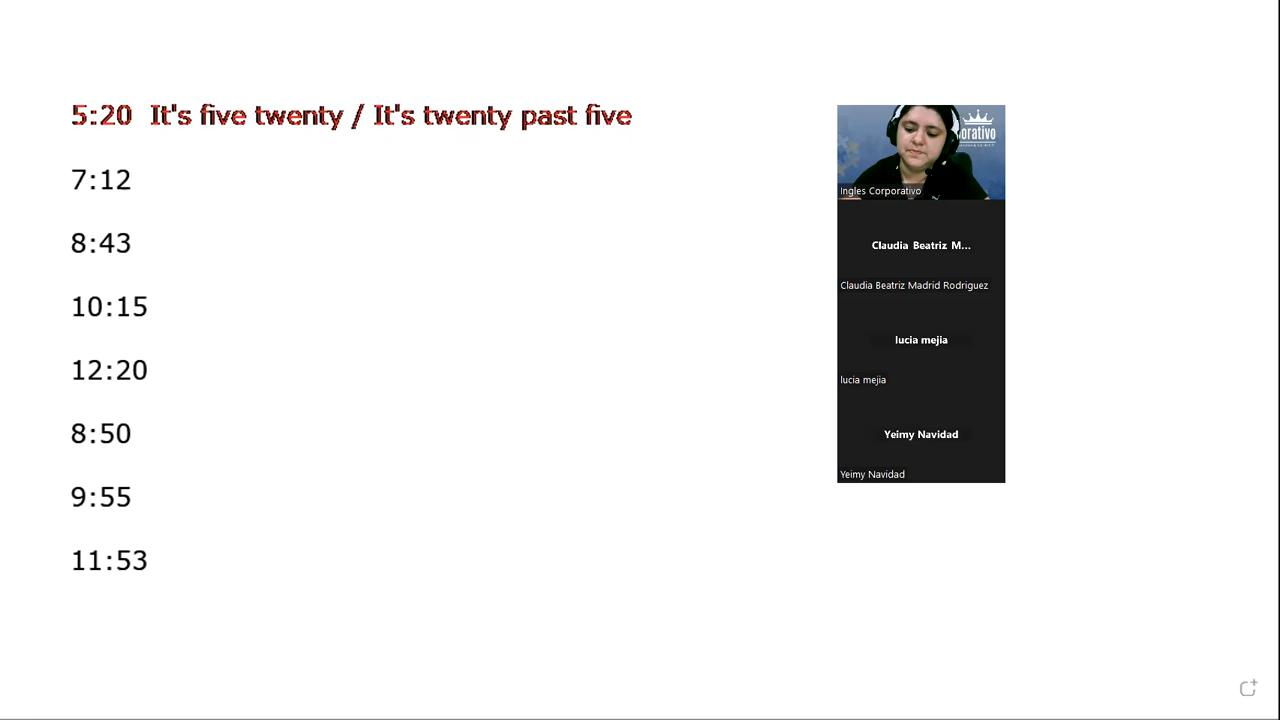 5:20 It's five twenty / It's twenty past five
7:12
8:43
10:15
12:20
8:50
9:55
11:53
orativo
Ingles Corporativo
Claudia Beatriz M...
Claudia Beatriz Madrid Rodriguez
lucia mejia
lucia mejia
Yeimy Navidad
Yeimy Navidad